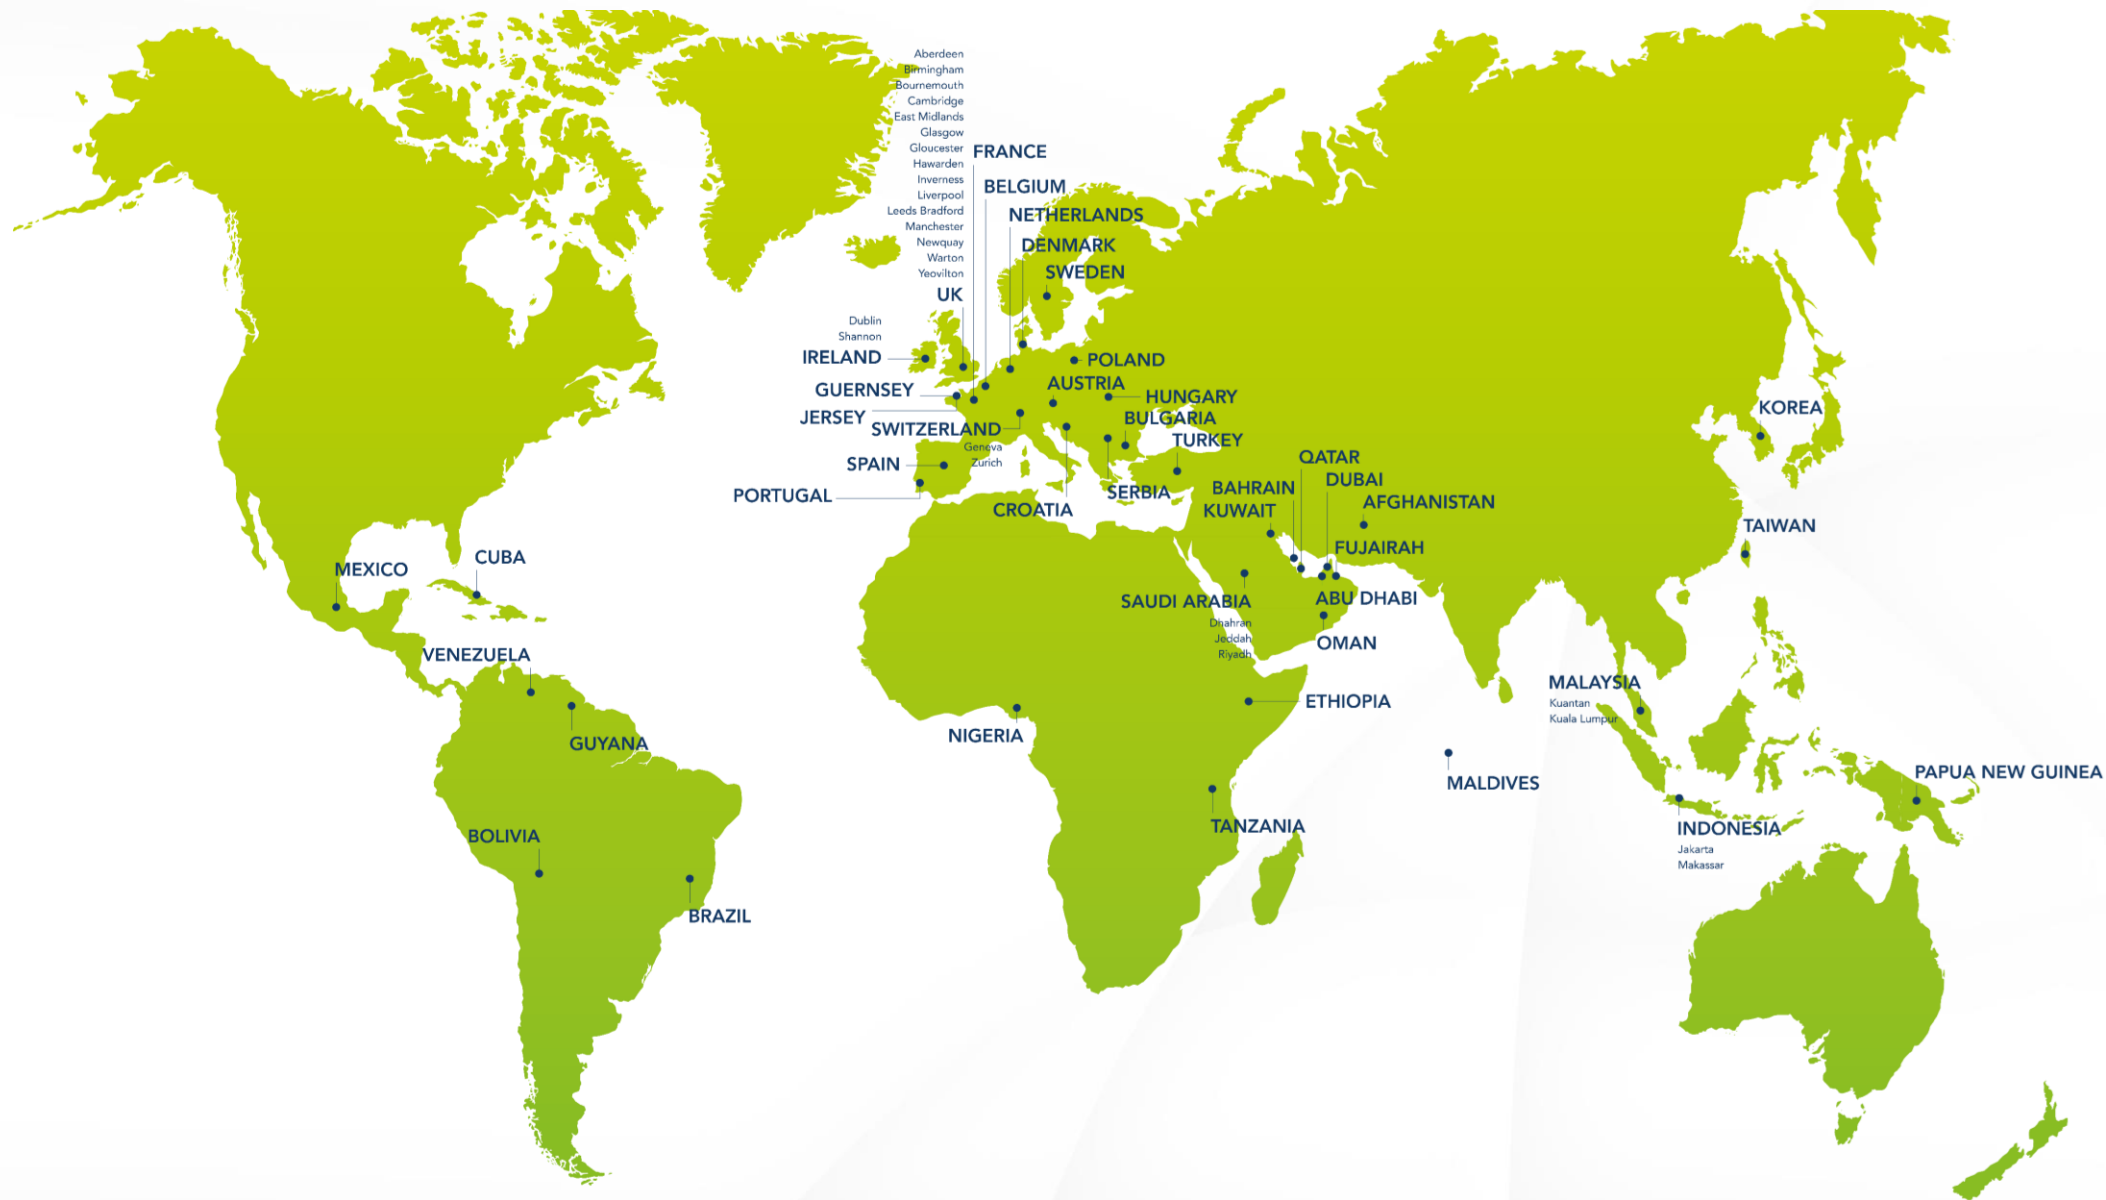 Aberdeen
Birmingham
Bournemouth
Cambridge
East Midlands
Glasgow
Gloucester
Hawarden
Inverness
Liverpool
Leeds Bradford
Manchester
Newquay
Warton
Yeovilton
UK
FRANCE
BELGIUM
NETHERLANDS
DENMARK
SWEDEN
Dublin
Shannon
IRELAND
GUERNSEY
JERSEY
SWITZERLAND
Geneva
Zurich
SPAIN
PORTUGAL
POLAND
AUSTRIA
HUNGARY
BULGARIA
TURKEY
SERBIA
CROATIA
QATAR
DUBAI
BAHRAIN
KUWAIT
AFGHANISTAN
FUJAIRAH
ABU DHABI
SAUDI ARABIA
Dhahran
Jeddah
Riyadh
OMAN
KOREA
TAIWAN
MEXICO
CUBA
VENEZUELA
GUYANA
BOLIVIA
BRAZIL
NIGERIA
ETHIOPIA
TANZANIA
MALDIVES
MALAYSIA
Kuantan
Kuala Lumpur
INDONESIA
Jakarta
Makassar
PAPUA NEW GUINEA